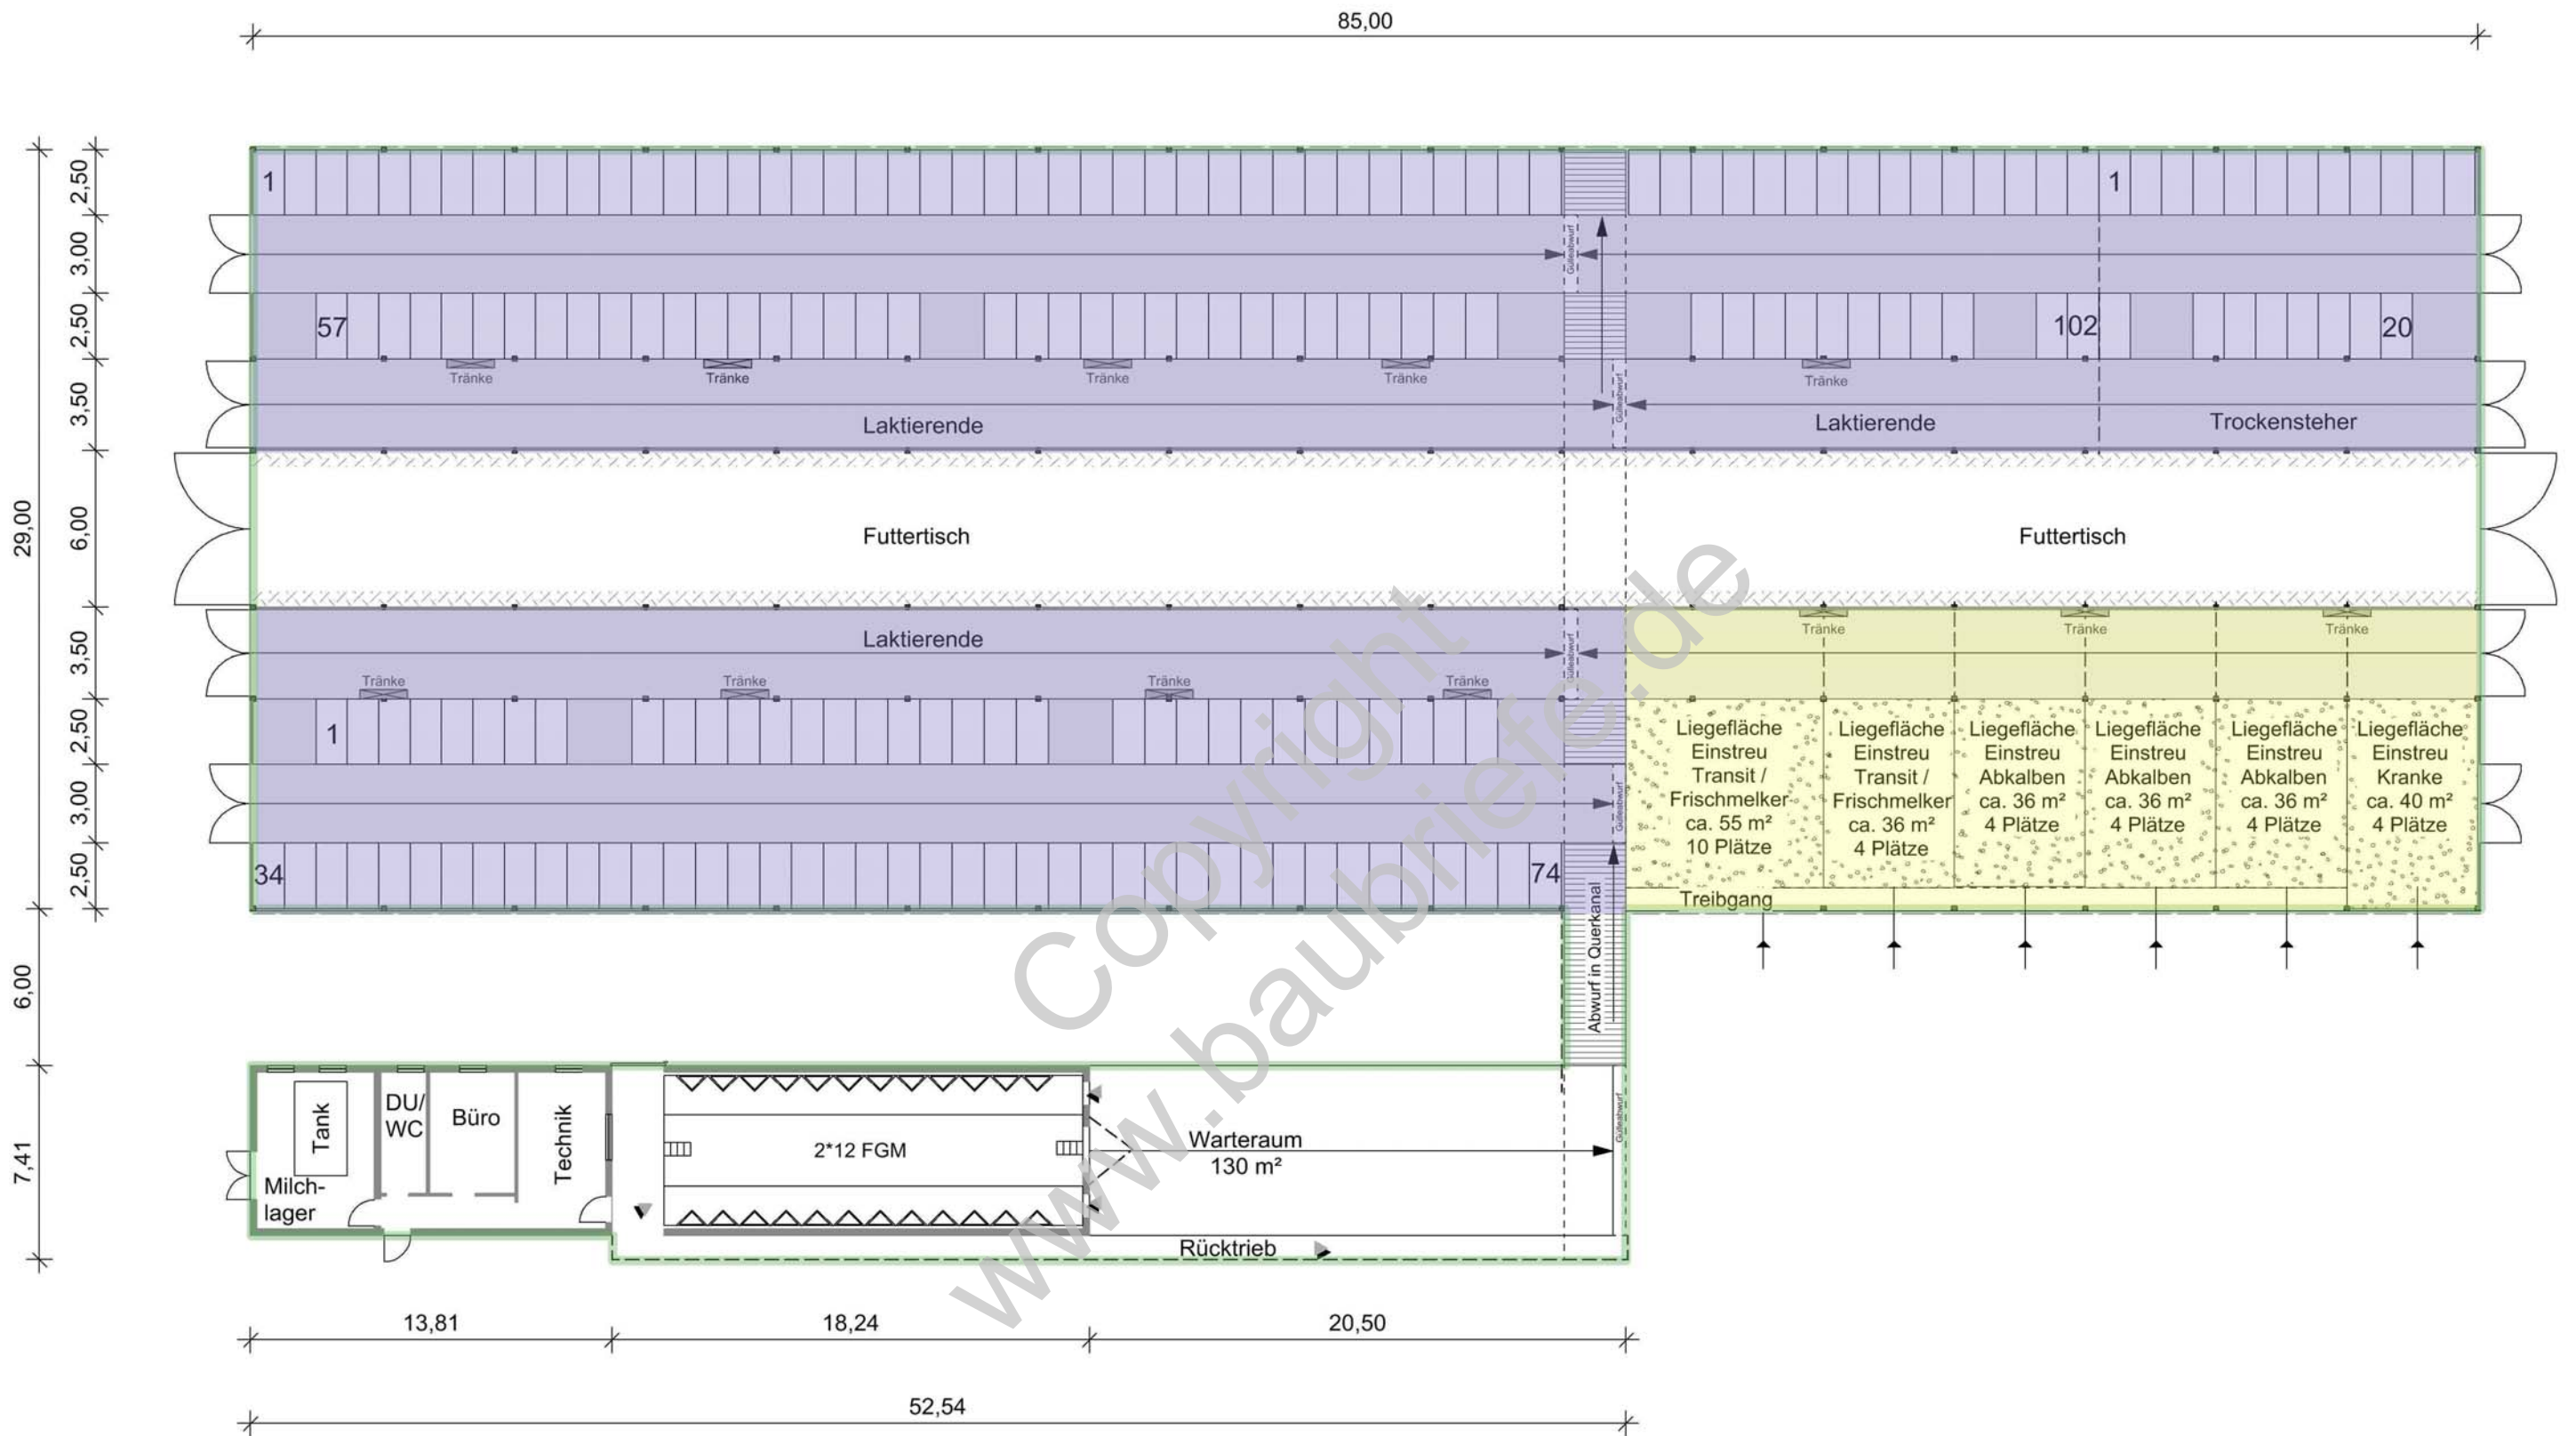 85,00
2,50
1
1
3,00
Gülleabwurf
2,50
57
102
20
Tränke
Tränke
Tränke
Tränke
Tränke
3,50
Gülleabwurf
Laktierende
Laktierende
Trockensteher
29,00
6,00
Futtertisch
Futtertisch
3,50
Laktierende
Gülleabwurf
Tränke
Tränke
Tränke
Tränke
Tränke
Tränke
Tränke
2,50
1
3,00
Gülleabwurf
2,50
34
74
Liegefläche
Einstreu
Transit /
Frischmelker
ca. 55 m²
10 Plätze
Liegefläche
Einstreu
Transit /
Frischmelker
ca. 36 m²
4 Plätze
Liegefläche
Einstreu
Abkalben
ca. 36 m²
4 Plätze
Liegefläche
Einstreu
Abkalben
ca. 36 m²
4 Plätze
Liegefläche
Einstreu
Abkalben
ca. 36 m²
4 Plätze
Liegefläche
Einstreu
Kranke
ca. 40 m²
4 Plätze
Treibgang
6,00
Abwurf in Querkanal
7,41
Tank
Milch-
lager
DU/
WC
Büro
Technik
2*12 FGM
Warteraum
130 m²
Gülleabwurf
Rücktrieb
13,81
18,24
20,50
52,54
Copyright
www.baubriefe.de